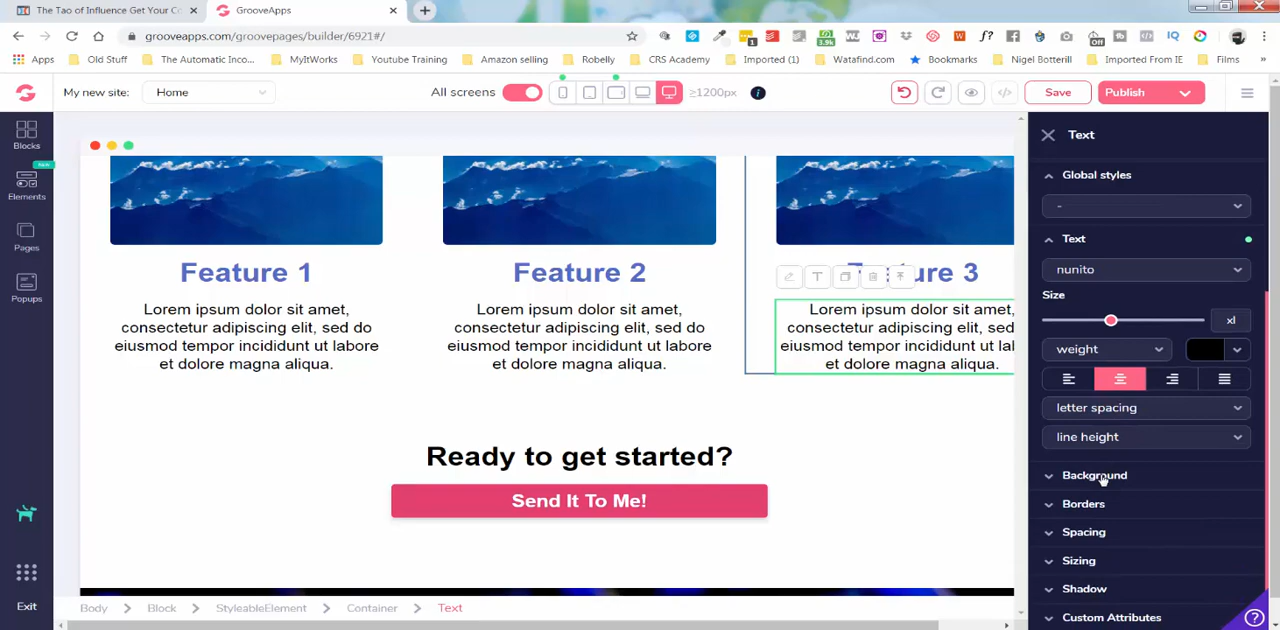 The Tao of Influence Get Your Co
GrooveApps
grooveapps.com/groovepages/builder/6921#/
Apps
Old Stuff
The Automatic Inco...
MyItWorks
Youtube Training
Amazon selling
Robelly
CRS Academy
Imported (1)
Watafind.com
Bookmarks
Nigel Botterill
Imported From IE
Films
My new site:
Home
All screens
≥1200px
Save
Publish
Blocks
New
Elements
Pages
Popups
Exit
Feature 1
Lorem ipsum dolor sit amet,
consectetur adipiscing elit, sed do
eiusmod tempor incididunt ut labore
et dolore magna aliqua.
Feature 2
Lorem ipsum dolor sit amet,
consectetur adipiscing elit, sed do
eiusmod tempor incididunt ut labore
et dolore magna aliqua.
ure 3
Lorem ipsum dolor sit amet,
consectetur adipiscing elit, sed
eiusmod tempor incididunt ut lab
et dolore magna aliqua.
Ready to get started?
Send It To Me!
Body
Block
StyleableElement
Container
Text
Text
Global styles
-
Text
nunito
Size
xl
weight
letter spacing
line height
Background
Borders
Spacing
Sizing
Shadow
Custom Attributes